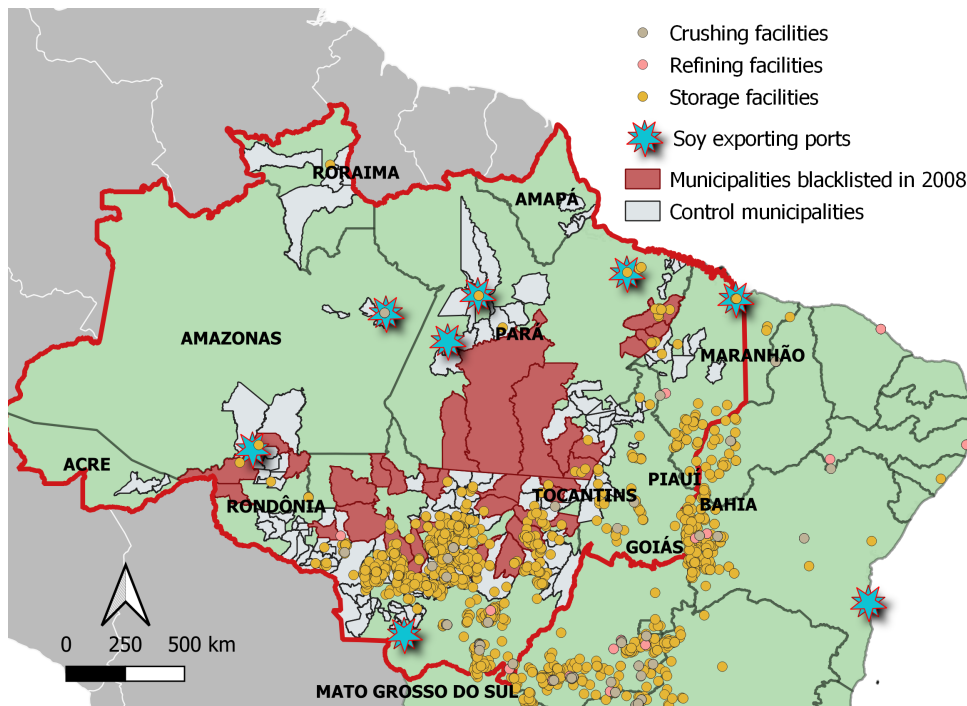 Crushing facilities
Refining facilities
Storage facilities
Soy exporting ports
Municipalities blacklisted in 2008
Control municipalities
RORAIMA
AMAPÁ
AMAZONAS
PARÁ
MARANHÃO
ACRE
RONDÔNIA
TOCANTINS
PIAUÍ
BAHIA
GOIÁS
0 250 500 km
MATO GROSSO DO SUL